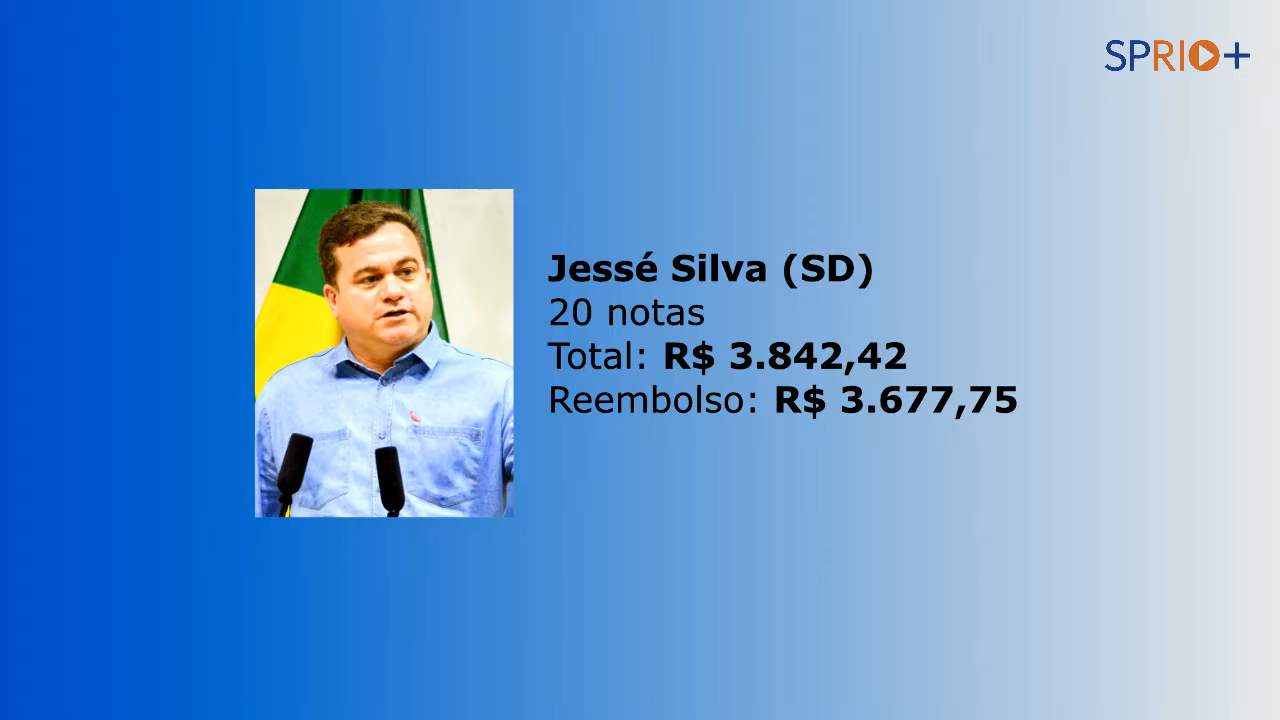 SPRIO+
Jessé Silva (SD)
20 notas
Total: R$ 3.842,42
Reembolso: R$ 3.677,75